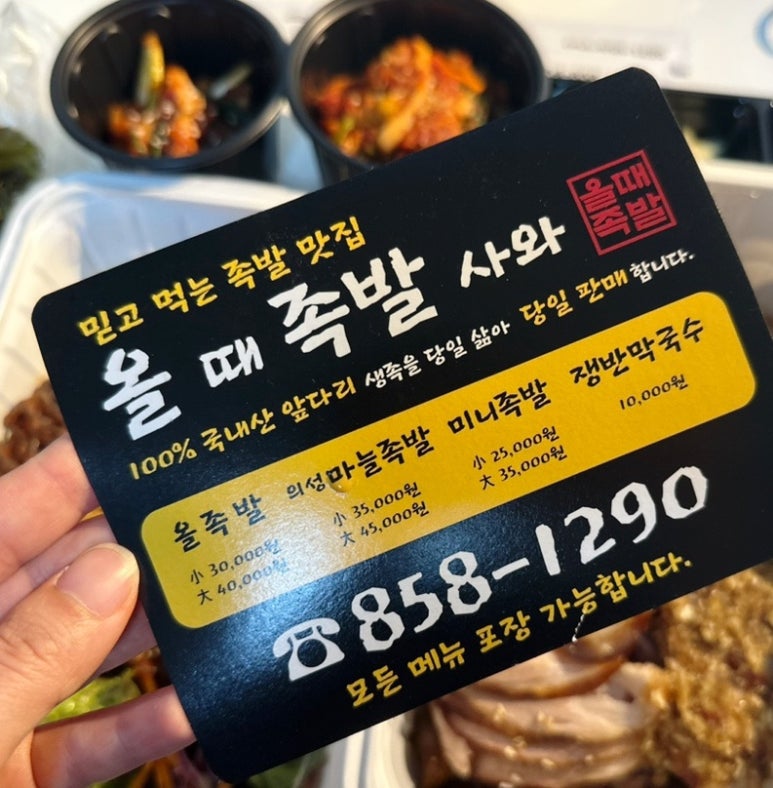 믿고 먹는 족발 맛집
올 때 족발 사와
올때
족발
100% 국내산 앞다리 생족을 당일 삶아 당일 판매합니다.
올족발
小 30,000원
大 40,000원
의성마늘족발
小 35,000원
大 45,000원
미니족발
小 25,000원
大 35,000원
쟁반막국수
10,000원
☎858-1290
모든 메뉴 포장 가능합니다.